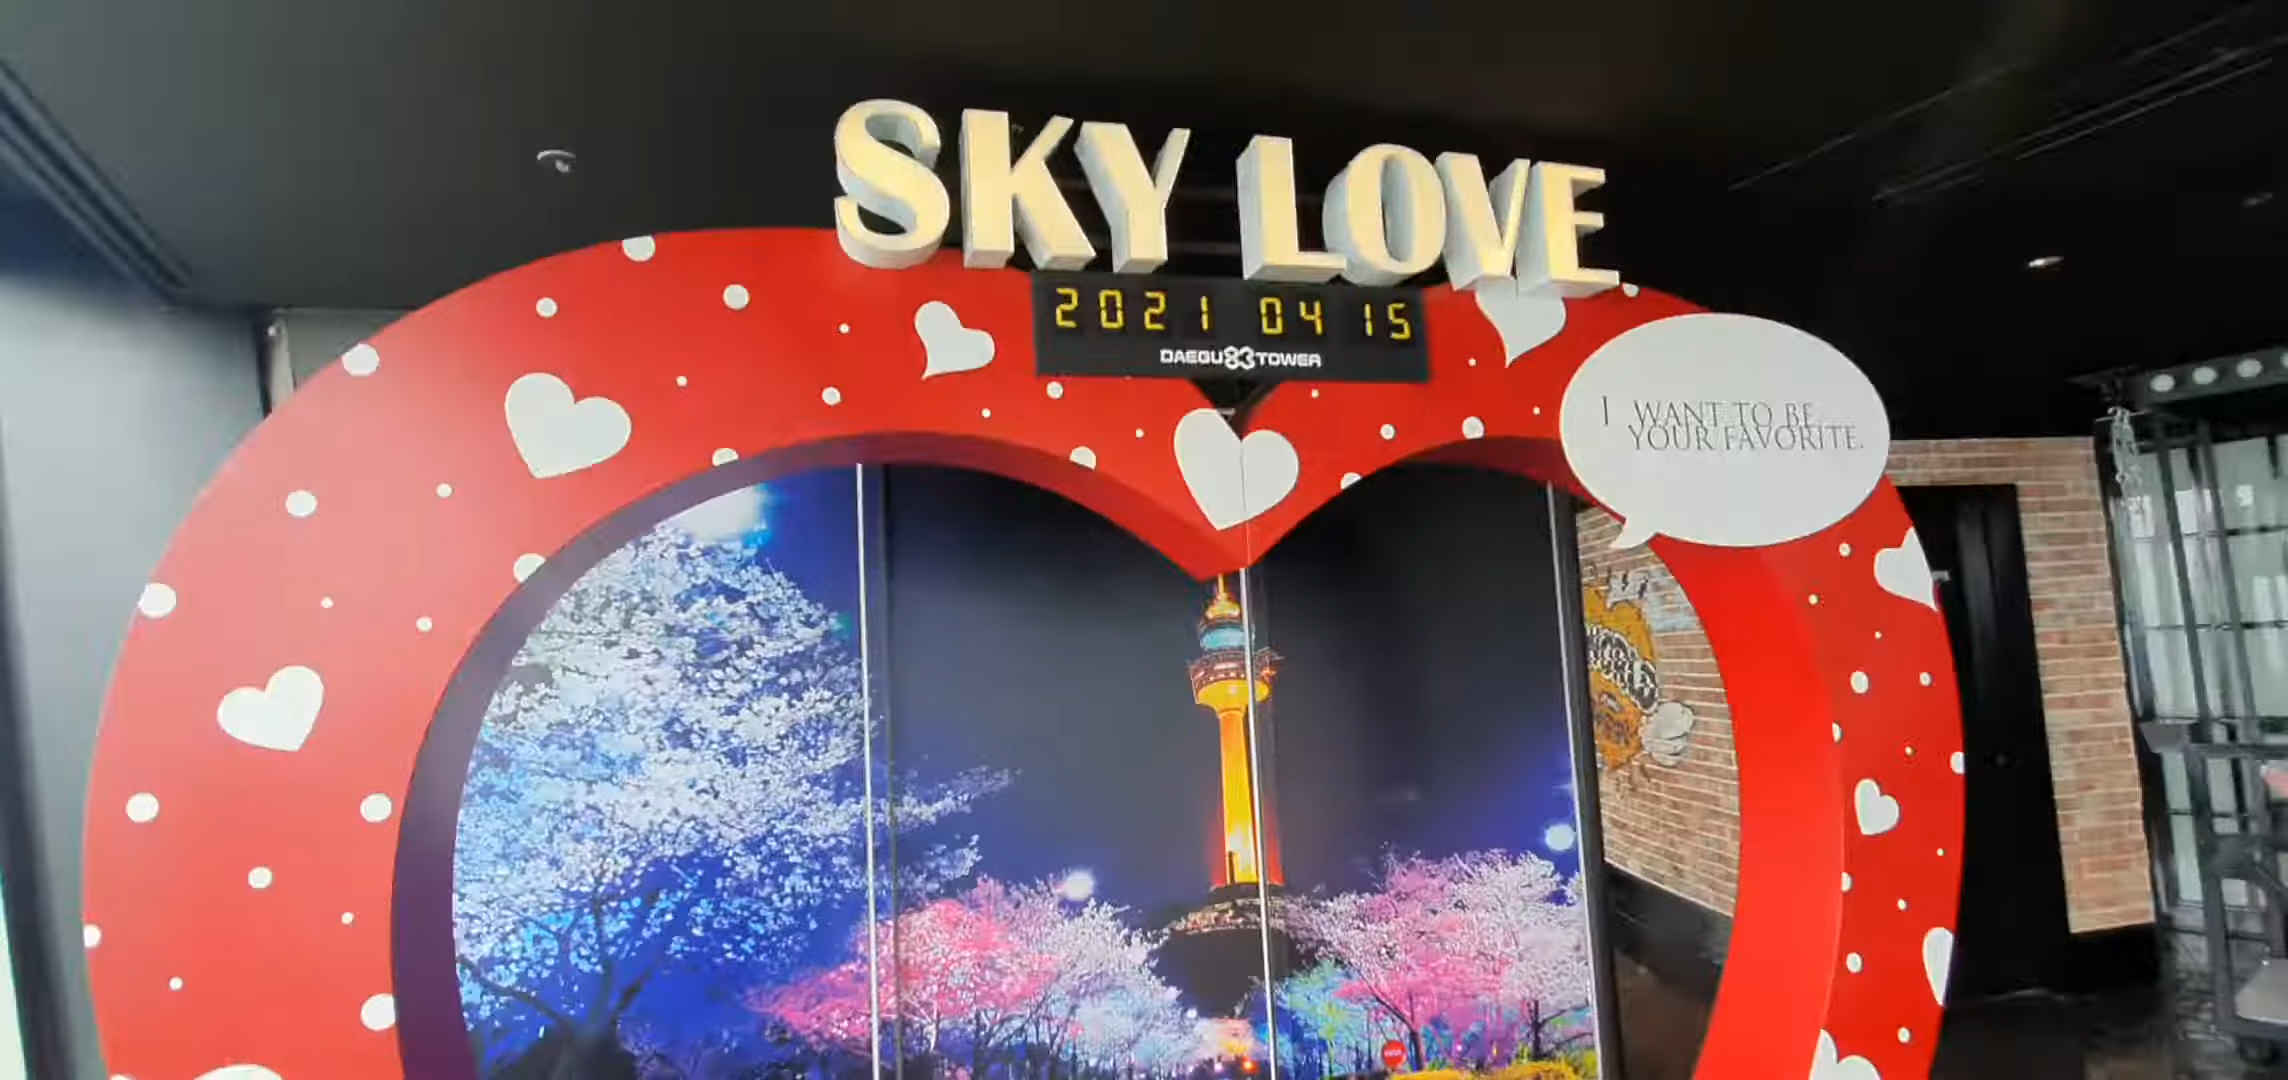 SKY LOVE
2021 04 15
DAEGU TOWER
I WANT TO BE
YOUR FAVORITE.